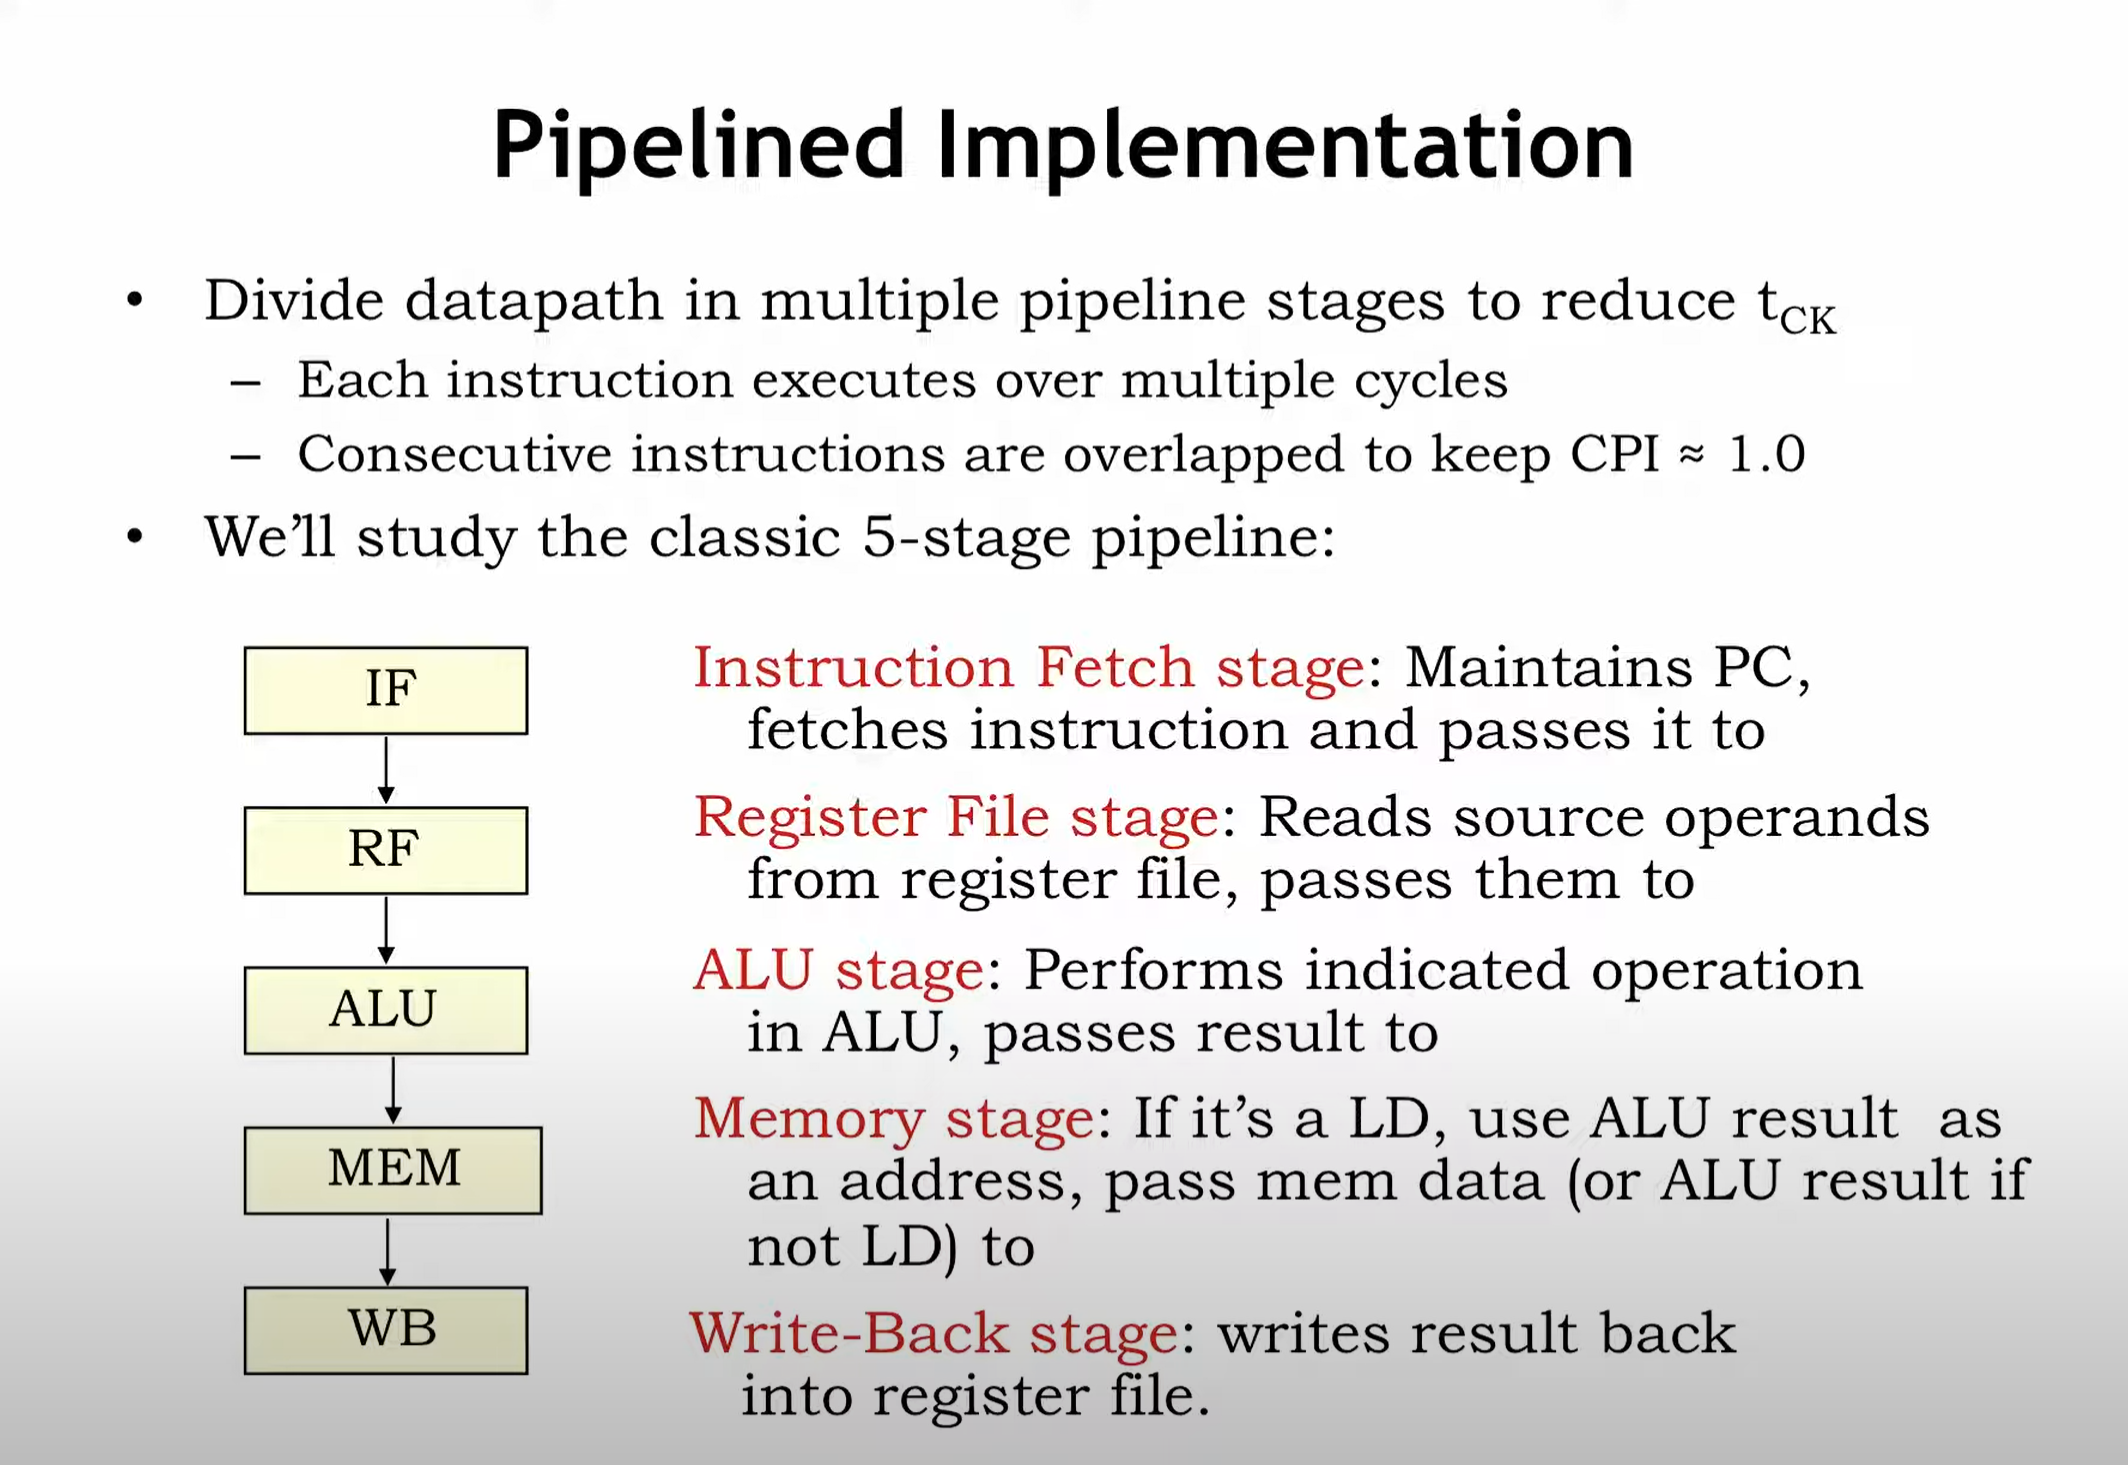 Pipelined Implementation
• Divide datapath in multiple pipeline stages to reduce tCK
– Each instruction executes over multiple cycles
– Consecutive instructions are overlapped to keep CPI ≈ 1.0
• We’ll study the classic 5-stage pipeline:
IF
Instruction Fetch stage: Maintains PC,
fetches instruction and passes it to
RF
Register File stage: Reads source operands
from register file, passes them to
ALU
ALU stage: Performs indicated operation
in ALU, passes result to
MEM
Memory stage: If it’s a LD, use ALU result as
an address, pass mem data (or ALU result if
not LD) to
WB
Write-Back stage: writes result back
into register file.